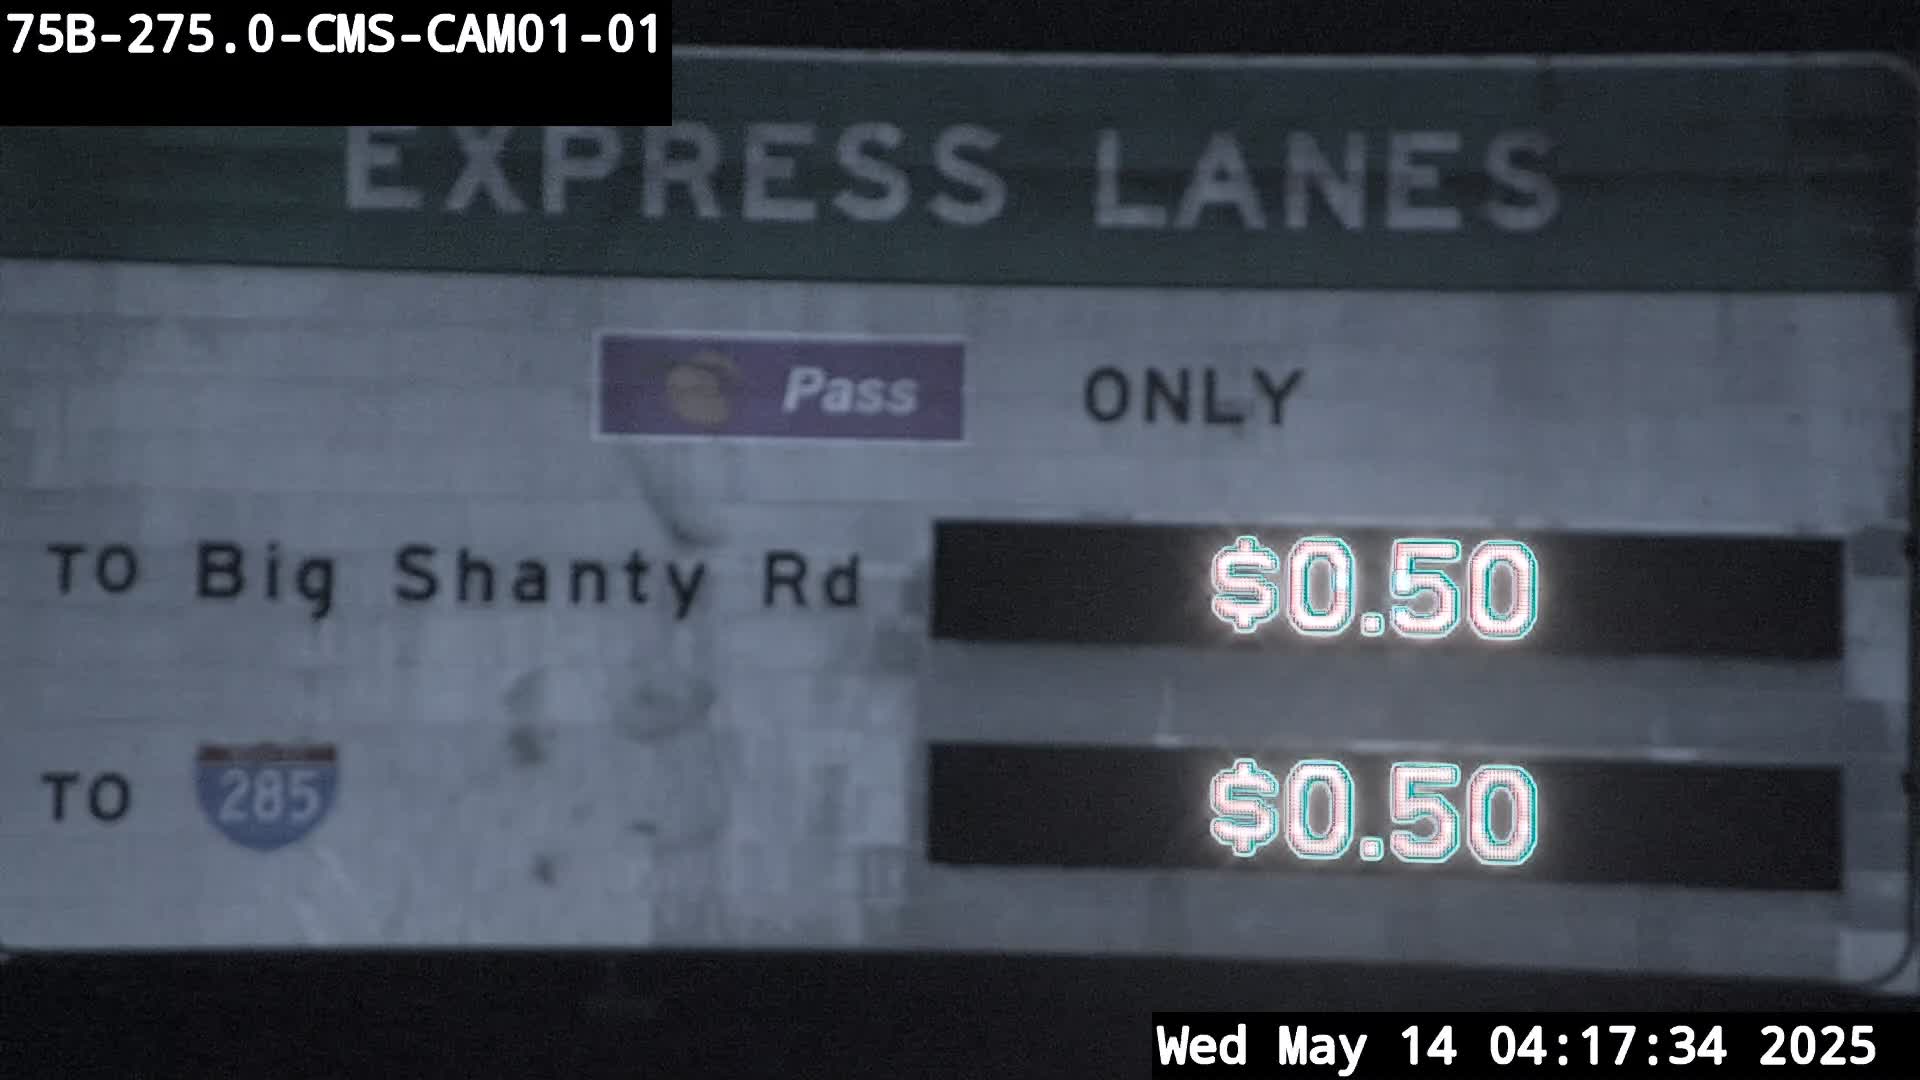 75B-275.0-CMS-CAM01-01
EXPRESS LANES
Pass ONLY
TO Big Shanty Rd $0.50
TO 285 $0.50
Wed May 14 04:17:34 2025